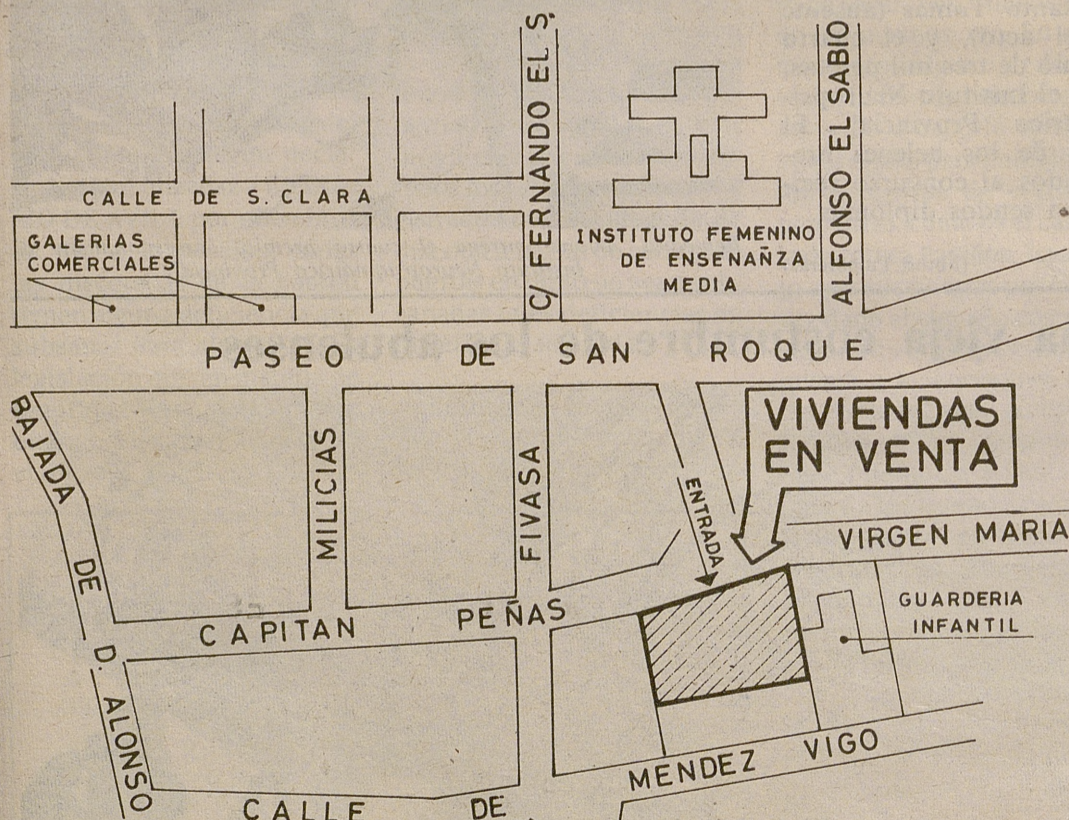 C/ FERNANDO EL S.
ALFONSO EL SABIO
CALLE DE S. CLARA
GALERIAS
COMERCIALES
INSTITUTO FEMENINO
DE ENSENAÑZA
MEDIA
PASEO DE SAN ROQUE
BAJADA DE D. ALONSO
MILICIAS
FIVASA
ENTRADA
VIVIENDAS
EN VENTA
VIRGEN MARIA
GUARDERIA
INFANTIL
CAPITAN PEÑAS
MENDEZ VIGO
CALLE DE